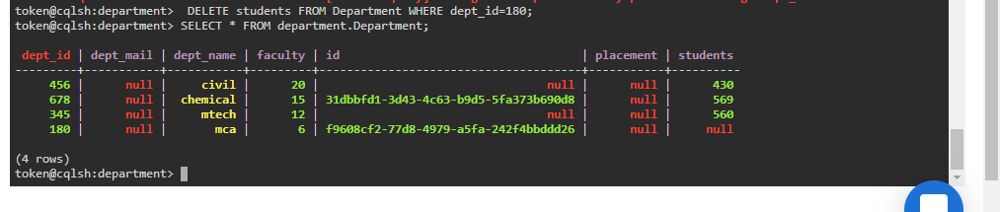 token@cqlsh:department>  DELETE students FROM Department WHERE dept_id=180;
token@cqlsh:department> SELECT * FROM department.Department;
dept_id | dept_mail | dept_name | faculty | id                                   | placement | students
---------+-----------+-----------+---------+--------------------------------------+-----------+----------
456 |      null |     civil |      20 |                                 null |      null |      430
678 |      null |  chemical |      15 | 31dbbfd1-3d43-4c63-b9d5-5fa373b690d8 |      null |      569
345 |      null |     mtech |      12 |                                 null |      null |      560
180 |      null |       mca |       6 | f9608cf2-77d8-4979-a5fa-242f4bbddd26 |      null |     null
(4 rows)
token@cqlsh:department>